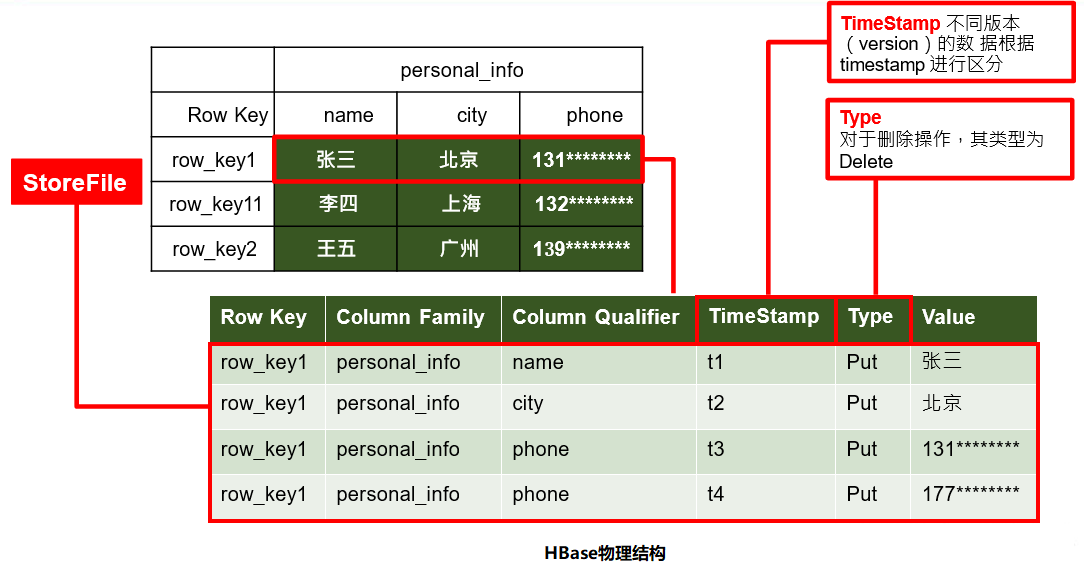 TimeStamp 不同版本
（version）的数 据根据
timestamp 进行区分
Type
对于删除操作，其类型为
Delete
StoreFile
personal_info
Row Key name city phone
row_key1 张三 北京 131********
row_key11 李四 上海 132********
row_key2 王五 广州 139********
Row Key Column Family Column Qualifier TimeStamp Type Value
row_key1 personal_info name t1 Put 张三
row_key1 personal_info city t2 Put 北京
row_key1 personal_info phone t3 Put 131********
row_key1 personal_info phone t4 Put 177********
HBase物理结构